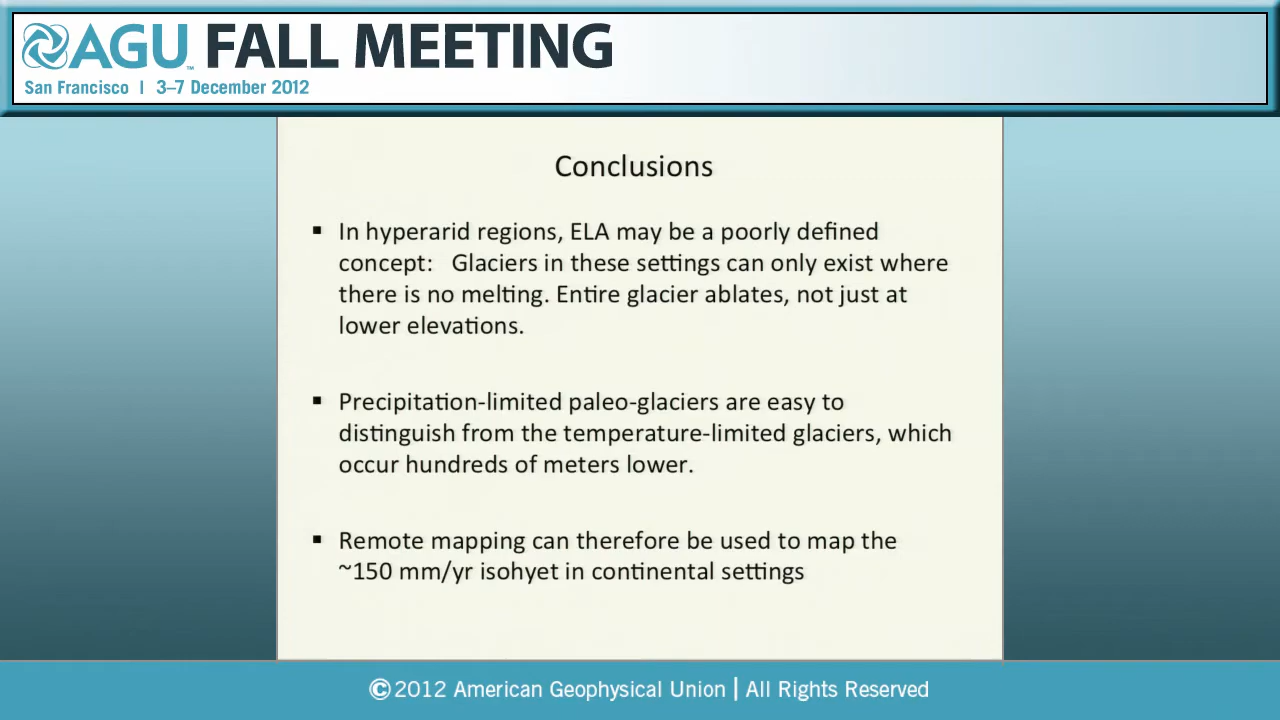 AGU™ FALL MEETING
San Francisco | 3–7 December 2012
Conclusions
▪ In hyperarid regions, ELA may be a poorly defined
concept: Glaciers in these settings can only exist where
there is no melting. Entire glacier ablates, not just at
lower elevations.
▪ Precipitation-limited paleo-glaciers are easy to
distinguish from the temperature-limited glaciers, which
occur hundreds of meters lower.
▪ Remote mapping can therefore be used to map the
~150 mm/yr isohyet in continental settings
©2012 American Geophysical Union | All Rights Reserved